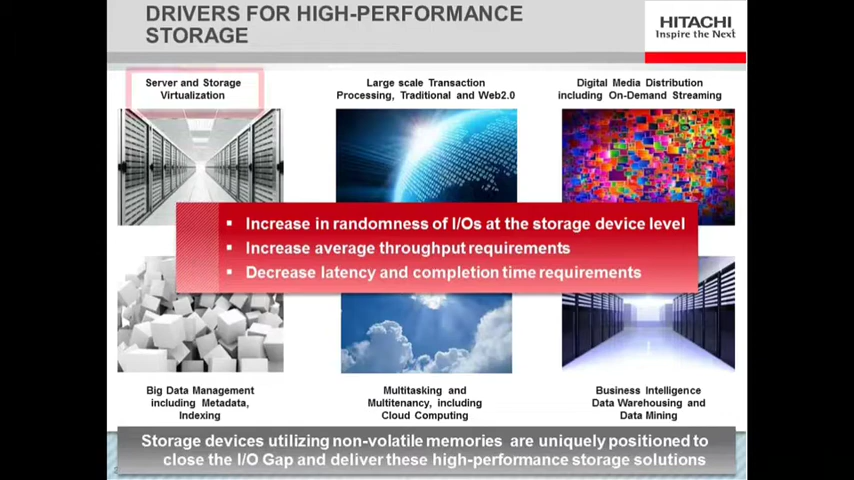 DRIVERS FOR HIGH-PERFORMANCE
STORAGE
HITACHI
Inspire the Next
Server and Storage
Virtualization
Large scale Transaction
Processing, Traditional and Web2.0
Digital Media Distribution
including On-Demand Streaming
▪ Increase in randomness of I/Os at the storage device level
▪ Increase average throughput requirements
▪ Decrease latency and completion time requirements
Big Data Management
including Metadata,
Indexing
Multitasking and
Multitenancy, including
Cloud Computing
Business Intelligence
Data Warehousing and
Data Mining
Storage devices utilizing non-volatile memories are uniquely positioned to
close the I/O Gap and deliver these high-performance storage solutions